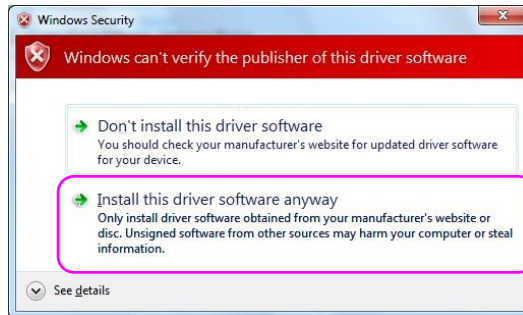 Windows Security
Windows can't verify the publisher of this driver software
Don't install this driver software
You should check your manufacturer's website for updated driver software
for your device.
Install this driver software anyway
Only install driver software obtained from your manufacturer's website or
disc. Unsigned software from other sources may harm your computer or steal
information.
See details